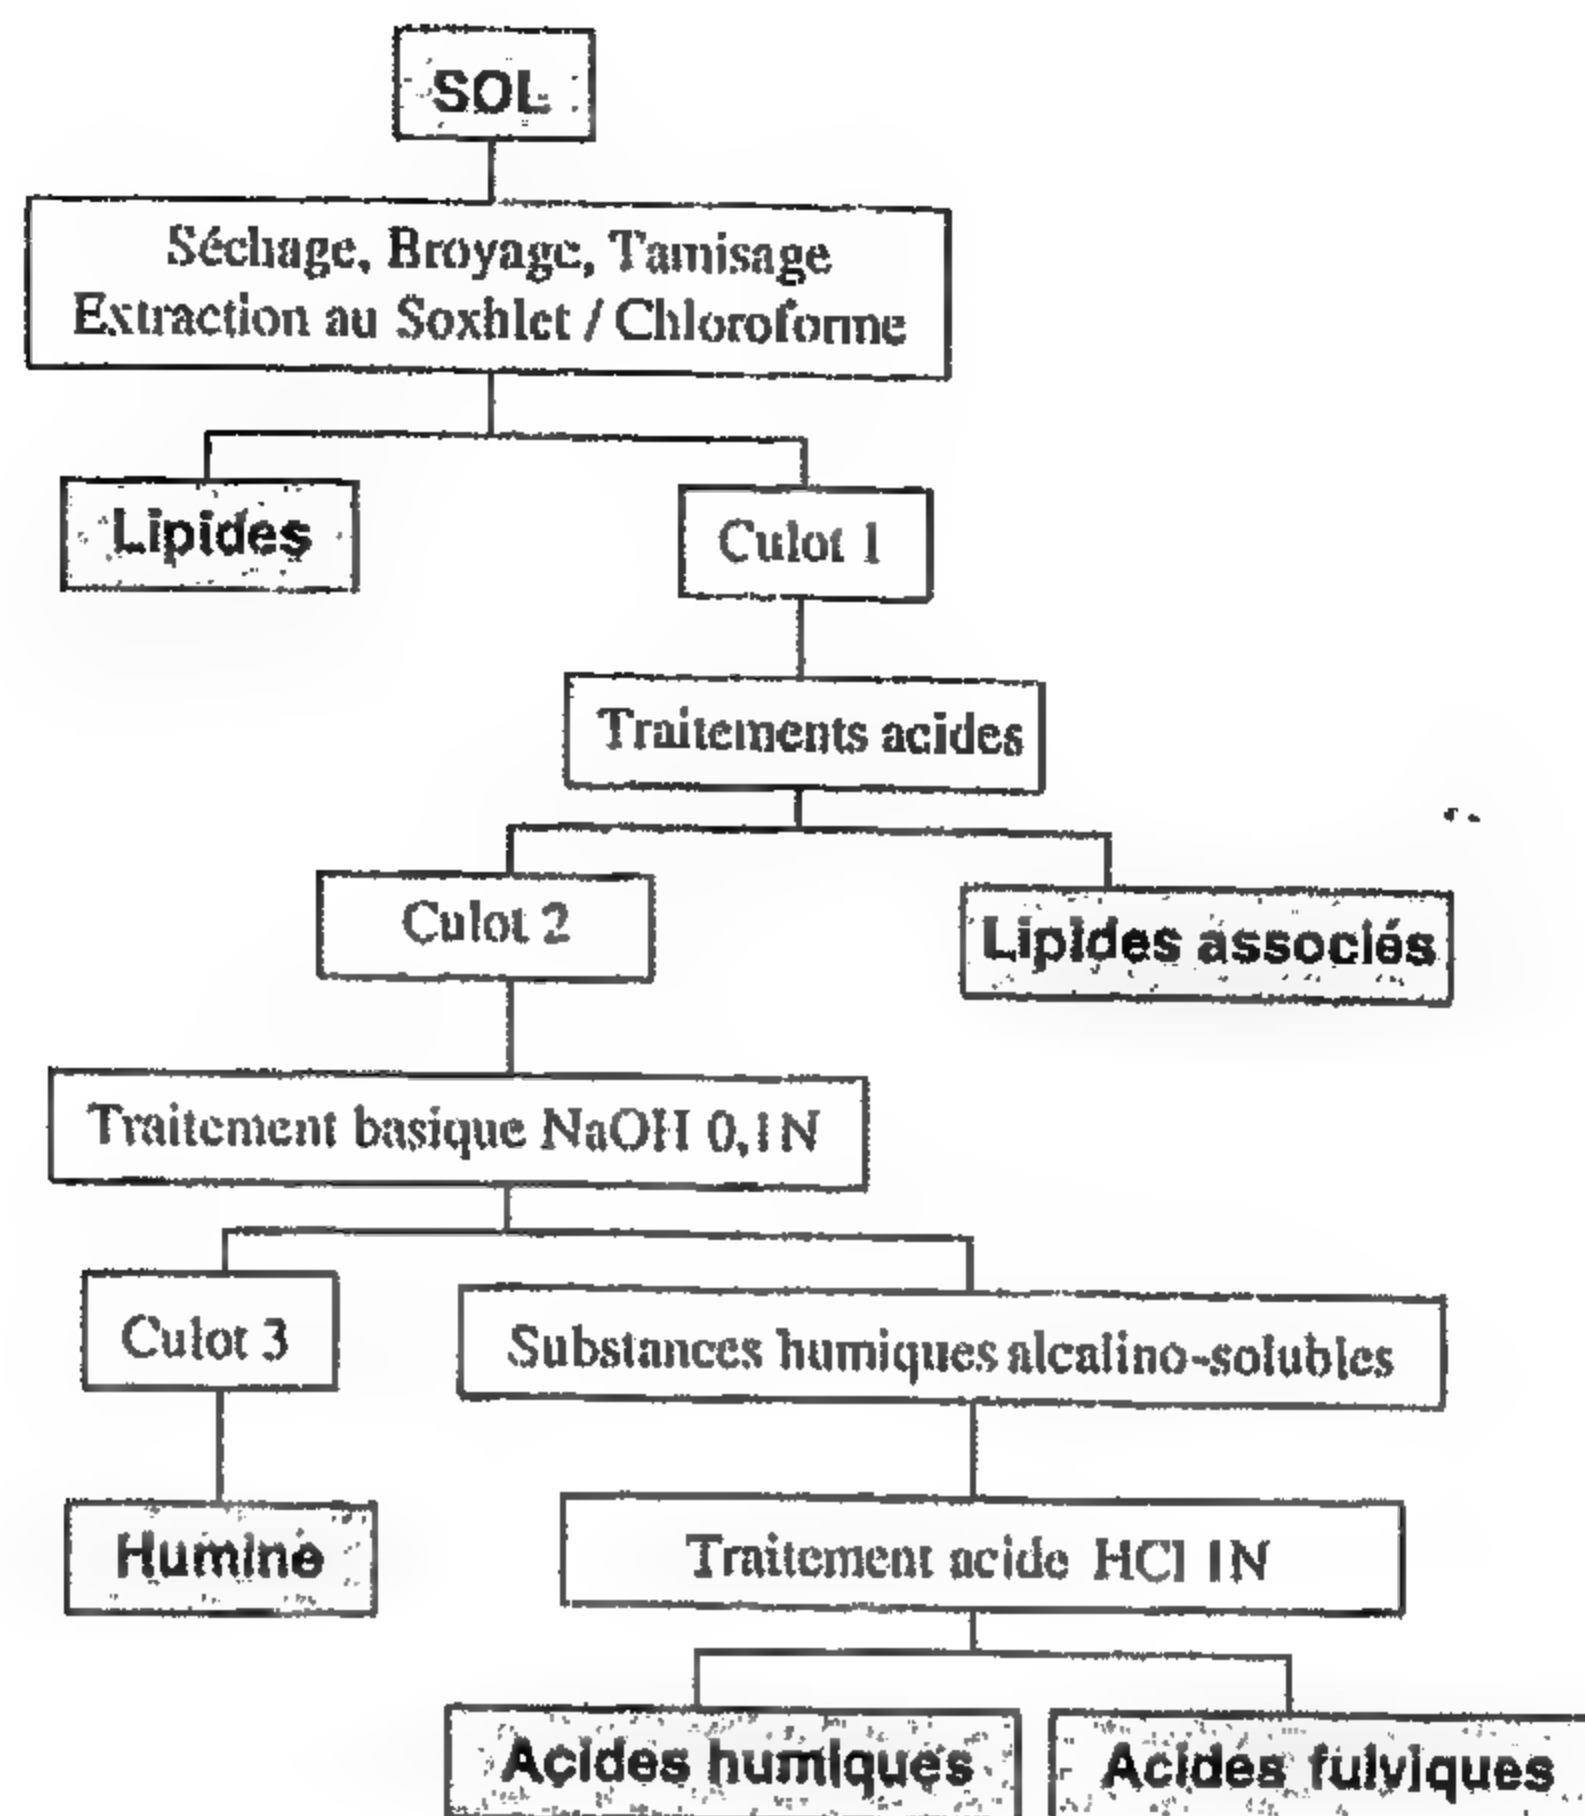 SOL
Séchage, Broyage, Tamisage
Extraction au Soxhlet / Chloroforme
Lipides
Culot 1
Traitements acides
Culot 2
Lipides associés
Traitement basique NaOH 0,1N
Culot 3
Substances humiques alcalino-solubles
Humine
Traitement acide HCl 1N
Acides humiques
Acides fulviques